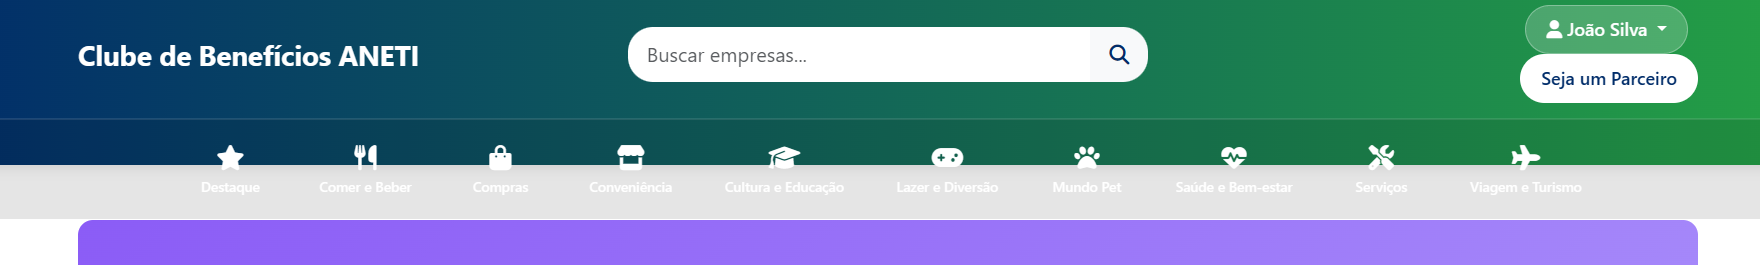 Clube de Benefícios ANETI
Buscar empresas...
João Silva
Seja um Parceiro
Destaque
Comer e Beber
Compras
Conveniência
Cultura e Educação
Lazer e Diversão
Mundo Pet
Saúde e Bem-estar
Serviços
Viagem e Turismo